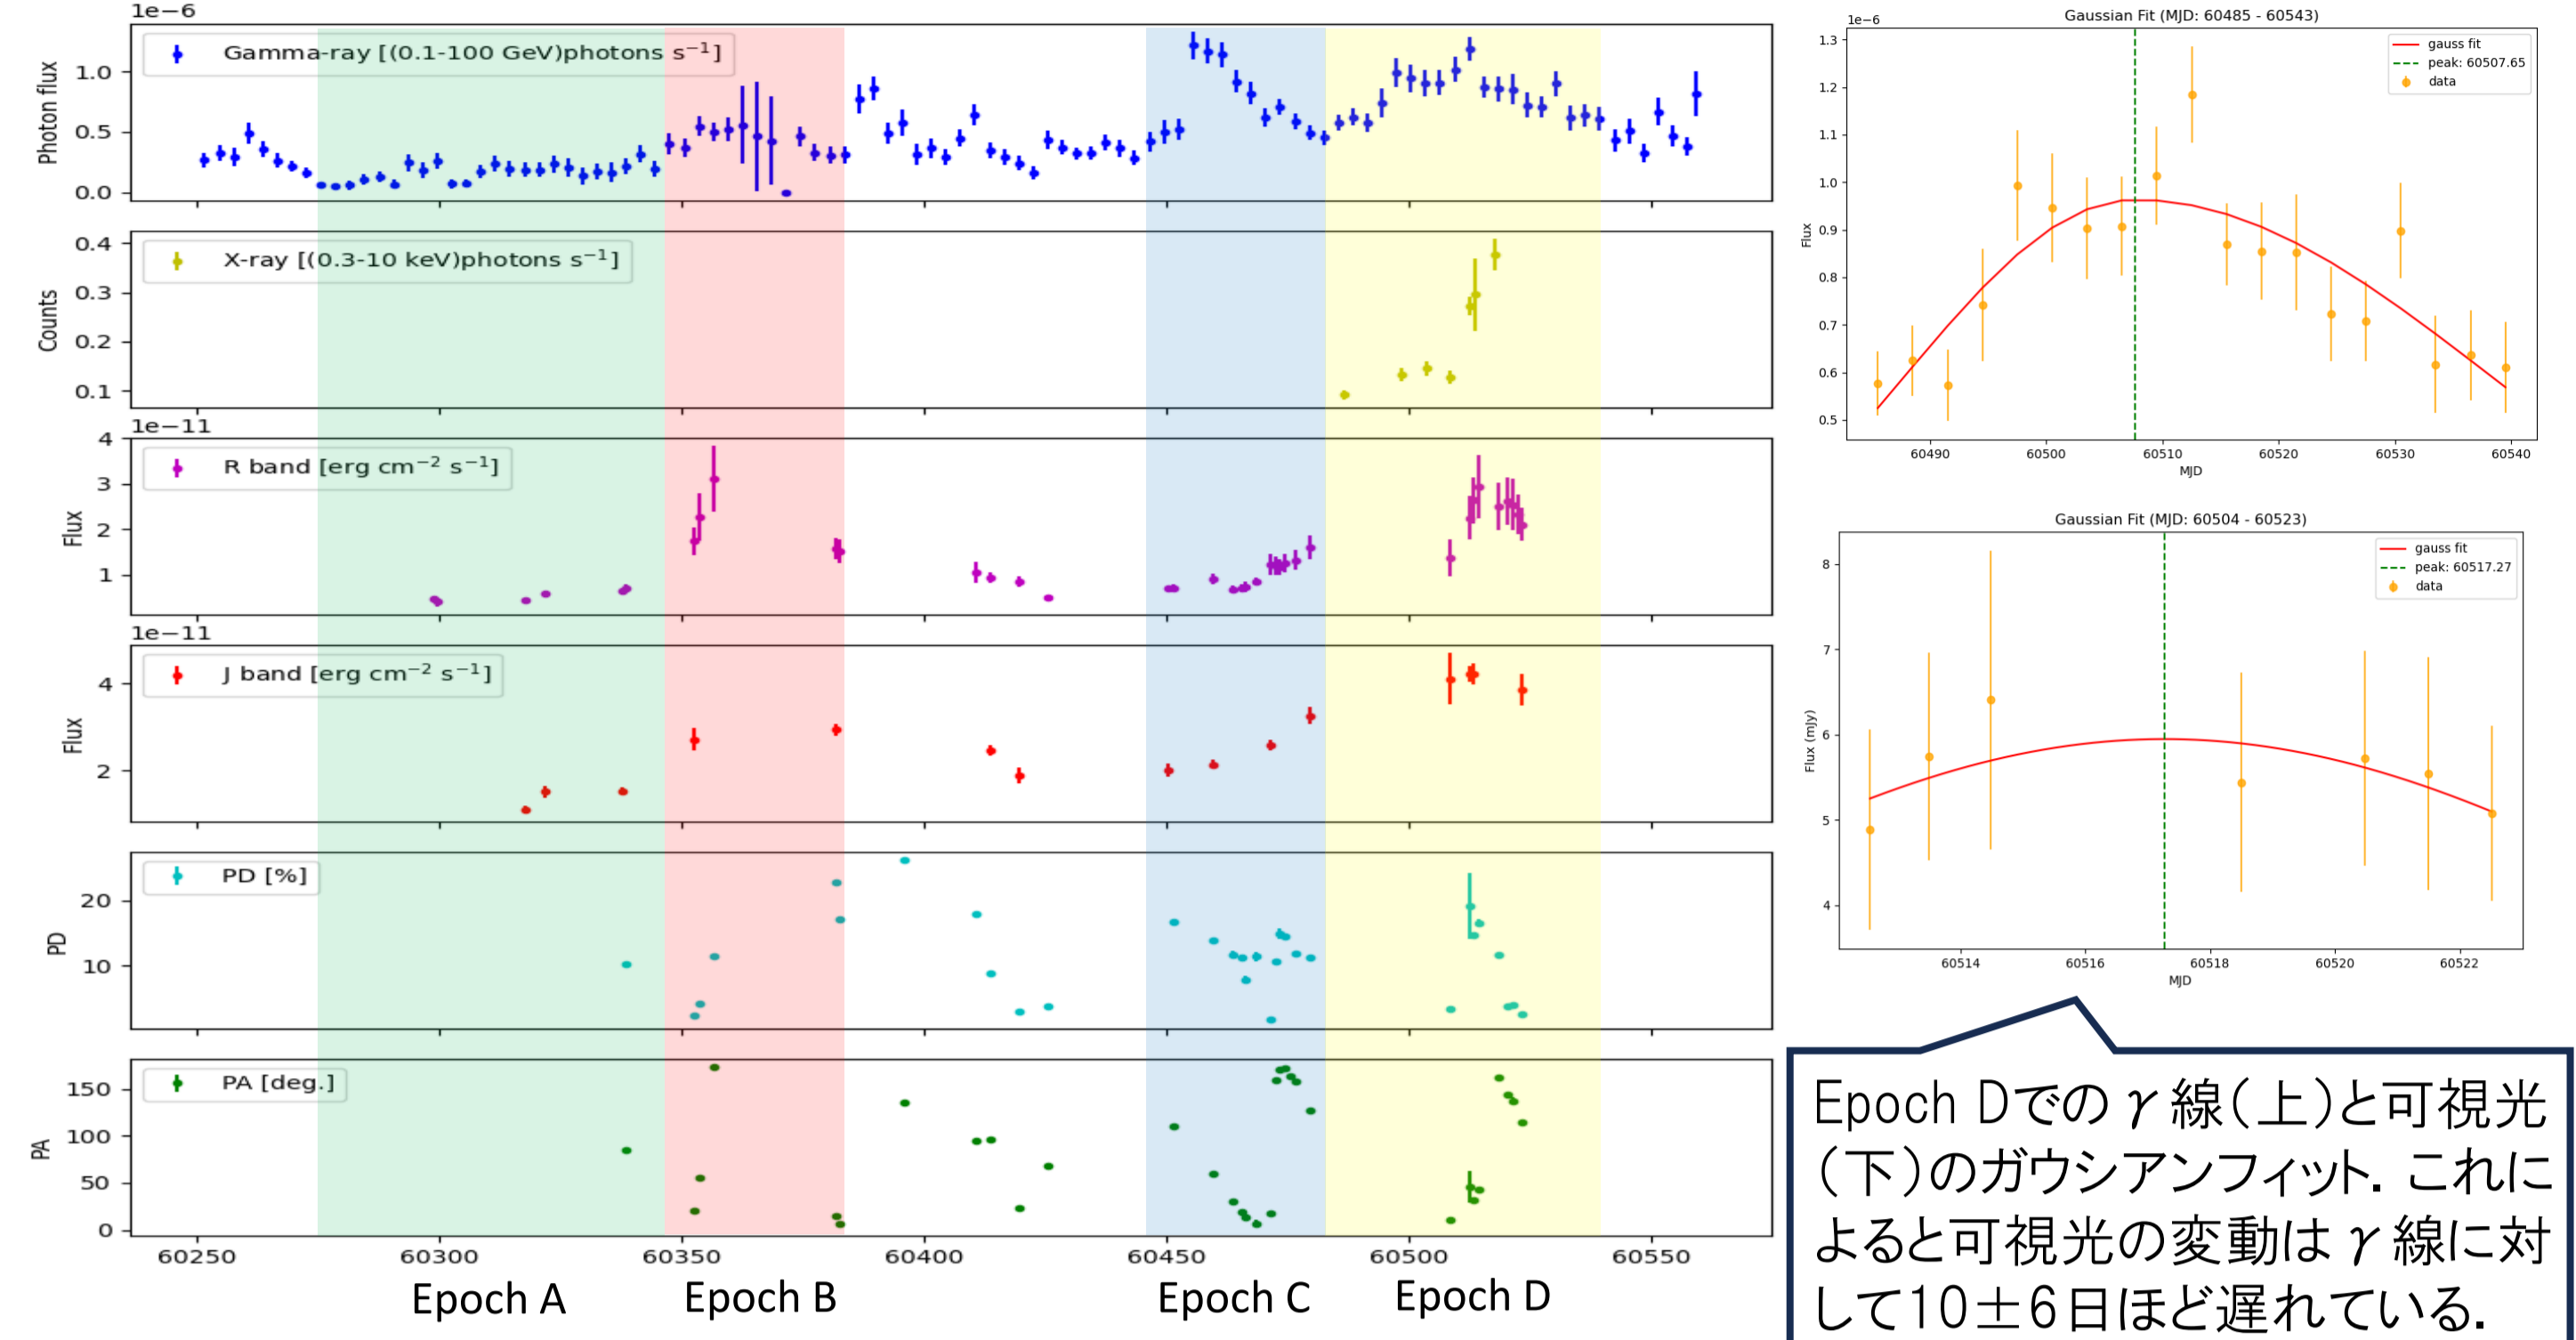 1e−6
Gamma-ray [(0.1-100 GeV)photons s⁻¹]
Photon flux
1.0
0.5
0.0
X-ray [(0.3-10 keV)photons s⁻¹]
Counts
0.4
0.3
0.2
0.1
1e−11
R band [erg cm⁻² s⁻¹]
Flux
4
3
2
1
1e−11
J band [erg cm⁻² s⁻¹]
Flux
4
2
PD [%]
PD
20
10
PA [deg.]
PA
150
100
50
0
60250 60300 60350 60400 60450 60500 60550
Epoch A Epoch B Epoch C Epoch D
Gaussian Fit (MJD: 60485 - 60543)
1e−6
gauss fit
peak: 60507.65
data
Flux
1.3
1.2
1.1
1.0
0.9
0.8
0.7
0.6
0.5
60490 60500 60510 60520 60530 60540
MJD
Gaussian Fit (MJD: 60504 - 60523)
gauss fit
peak: 60517.27
data
Flux (mJy)
8
7
6
5
4
60514 60516 60518 60520 60522
MJD
Epoch Dでのγ線(上)と可視光
(下)のガウシアンフィット．これに
よると可視光の変動はγ線に対
して10±6日ほど遅れている．